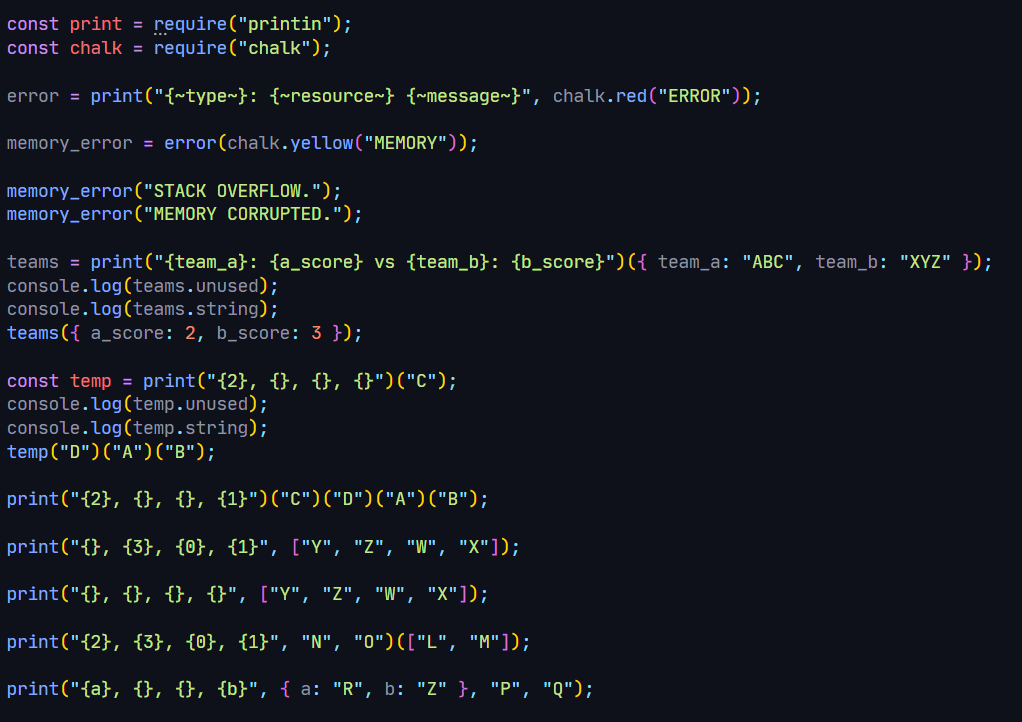 const print = require("printin");
const chalk = require("chalk");
error = print("{~type~}: {~resource~} {~message~}", chalk.red("ERROR"));
memory_error = error(chalk.yellow("MEMORY"));
memory_error("STACK OVERFLOW.");
memory_error("MEMORY CORRUPTED.");
teams = print("{team_a}: {a_score} vs {team_b}: {b_score}")({ team_a: "ABC", team_b: "XYZ" });
console.log(teams.unused);
console.log(teams.string);
teams({ a_score: 2, b_score: 3 });
const temp = print("{2}, {}, {}, {}")("C");
console.log(temp.unused);
console.log(temp.string);
temp("D")("A")("B");
print("{2}, {}, {}, {1}")("C")("D")("A")("B");
print("{}, {3}, {0}, {1}", ["Y", "Z", "W", "X"]);
print("{}, {}, {}, {}", ["Y", "Z", "W", "X"]);
print("{2}, {3}, {0}, {1}", "N", "O")(["L", "M"]);
print("{a}, {}, {}, {b}", { a: "R", b: "Z" }, "P", "Q");